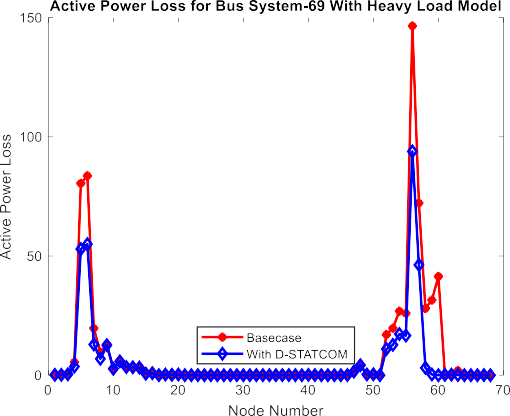 Active Power Loss for Bus System-69 With Heavy Load Model
150
100
50
0
Active Power Loss
0 10 20 30 40 50 60 70
Node Number
Basecase
With D-STATCOM